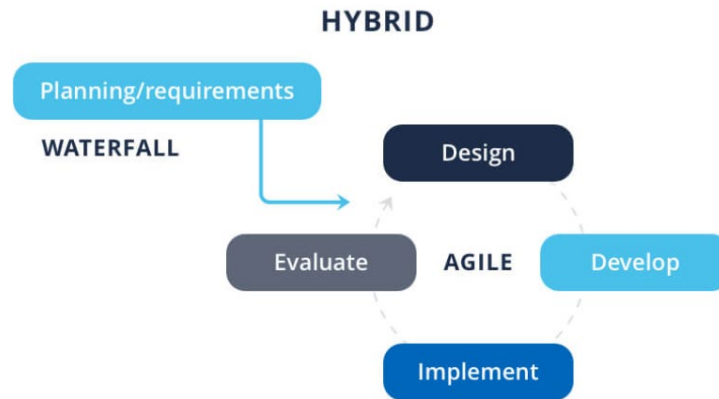 HYBRID
Planning/requirements
WATERFALL
Design
Evaluate
AGILE
Develop
Implement